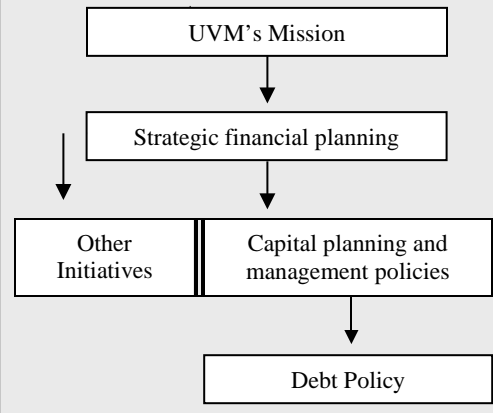 UVM's Mission
Strategic financial planning
Other
Initiatives
Capital planning and
management policies
Debt Policy